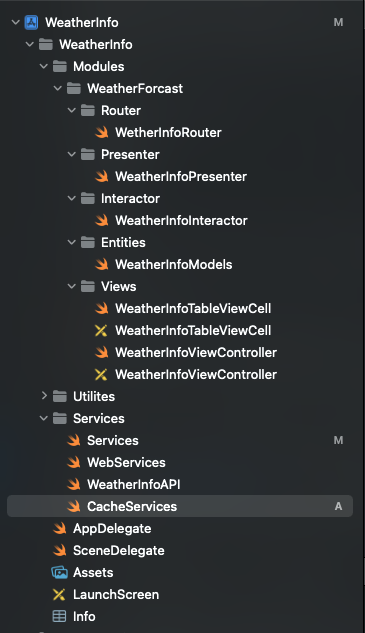 WeatherInfo M
WeatherInfo
Modules
WeatherForcast
Router
WetherInfoRouter
Presenter
WeatherInfoPresenter
Interactor
WeatherInfoInteractor
Entities
WeatherInfoModels
Views
WeatherInfoTableViewCell
WeatherInfoTableViewCell
WeatherInfoViewController
WeatherInfoViewController
Utilites
Services
Services M
WebServices
WeatherInfoAPI
CacheServices A
AppDelegate
SceneDelegate
Assets
LaunchScreen
Info